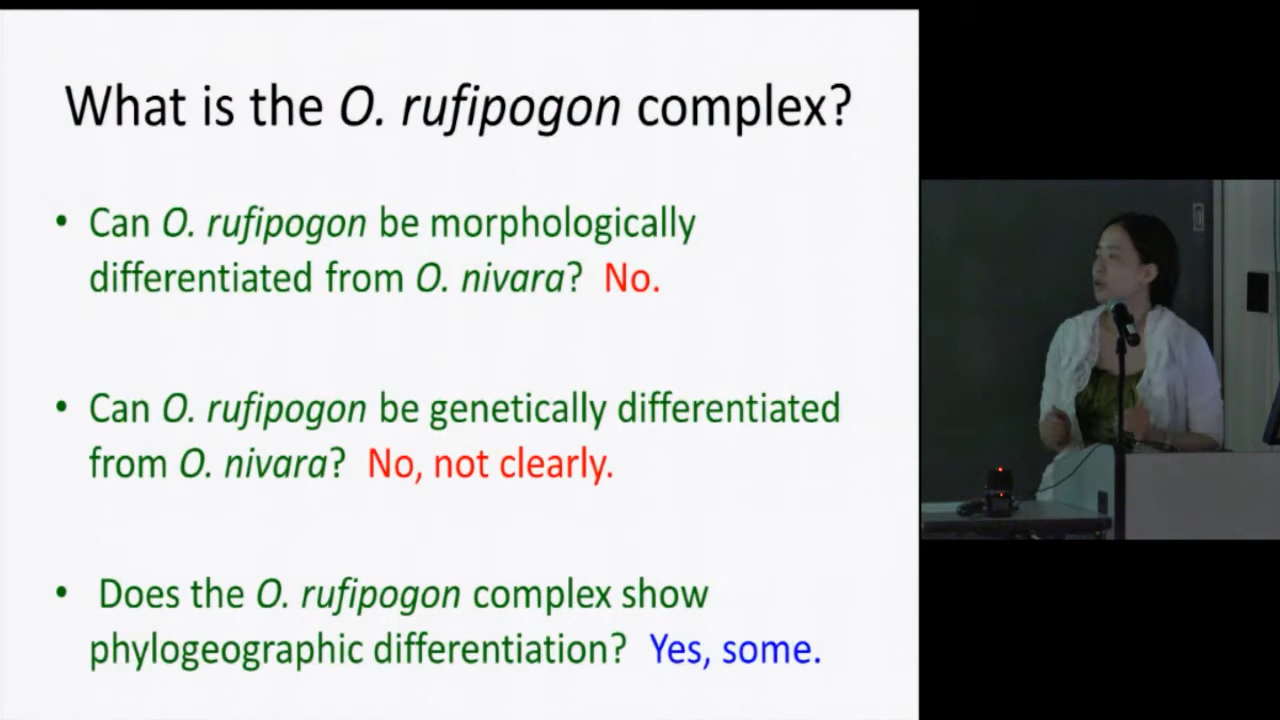 What is the O. rufipogon complex?
• Can O. rufipogon be morphologically
differentiated from O. nivara? No.
• Can O. rufipogon be genetically differentiated
from O. nivara? No, not clearly.
• Does the O. rufipogon complex show
phylogeographic differentiation? Yes, some.